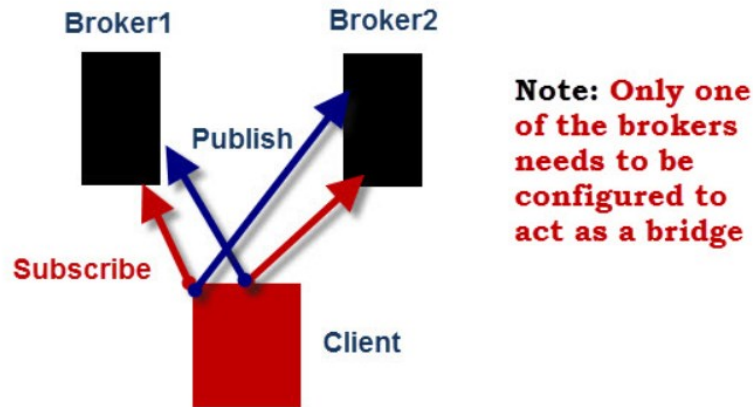 Broker1
Broker2
Publish
Subscribe
Client
Note: Only one
of the brokers
needs to be
configured to
act as a bridge